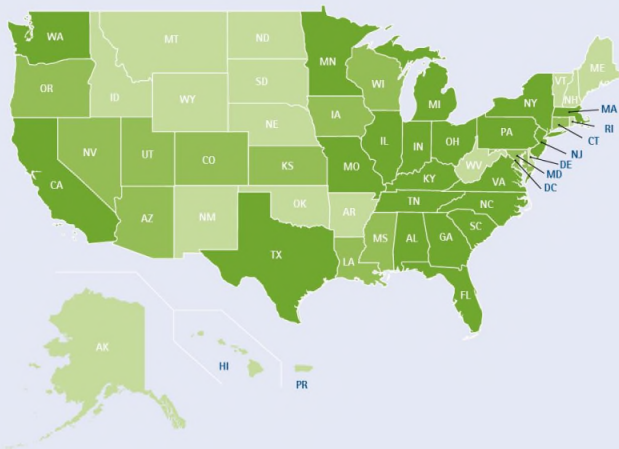 WA
MT
ND
MN
ME
VT
NH
OR
ID
SD
WI
MI
NY
MA
WY
RI
CT
IA
PA
NE
NJ
NV
UT
IL
IN
OH
DE
CO
MD
CA
KS
MO
WV
VA
DC
KY
NC
TN
AZ
NM
OK
AR
SC
MS
AL
GA
TX
LA
FL
AK
HI
PR